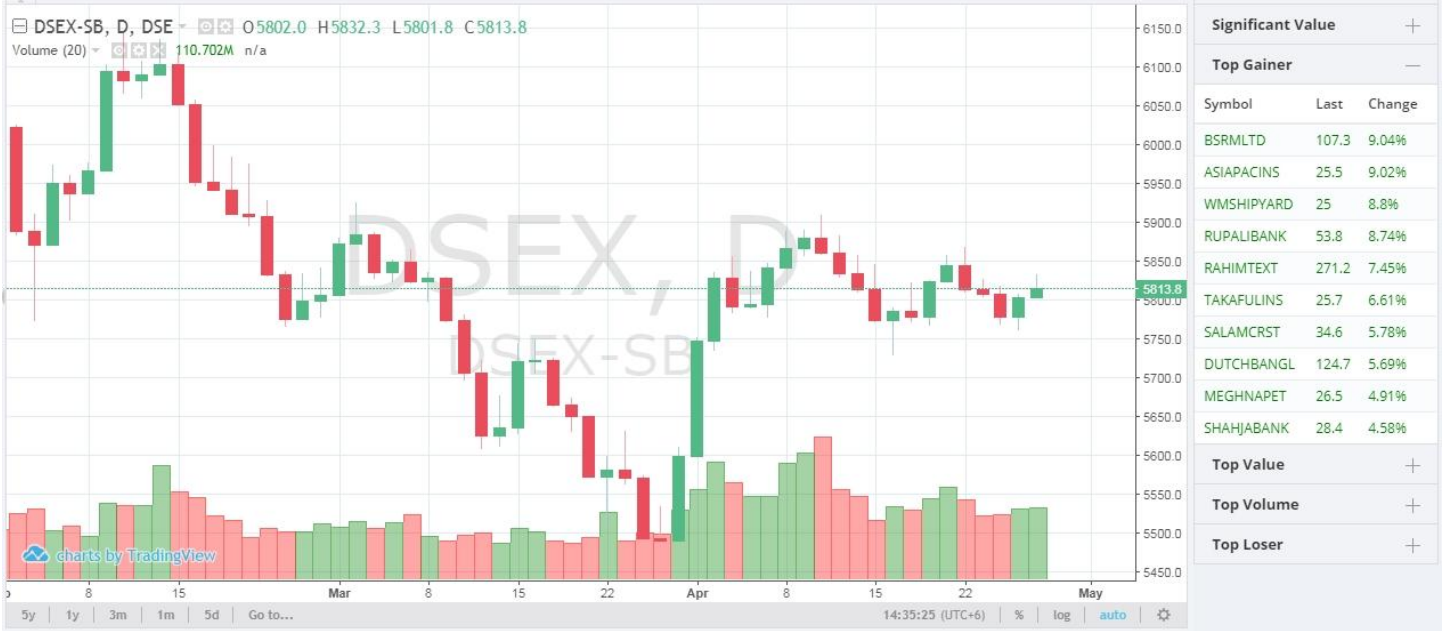 DSEX-SB, D, DSE O5802.0 H5832.3 L5801.8 C5813.8
Volume (20) 110.702M n/a
DSEX, D
DSEX-SB
6150.0
6100.0
6050.0
6000.0
5950.0
5900.0
5850.0
5813.8
5800.0
5750.0
5700.0
5650.0
5600.0
5550.0
5500.0
5450.0
charts by TradingView
8 15 Mar 8 15 22 Apr 8 15 22 May
5y 1y 3m 1m 5d Go to... 14:35:25 (UTC+6) % log auto
Significant Value
Top Gainer
Symbol Last Change
BSRMLTD 107.3 9.04%
ASIAPACINS 25.5 9.02%
WMSHIPYARD 25 8.8%
RUPALIBANK 53.8 8.74%
RAHIMTEXT 271.2 7.45%
TAKAFULINS 25.7 6.61%
SALAMCRST 34.6 5.78%
DUTCHBANGL 124.7 5.69%
MEGHNAPET 26.5 4.91%
SHAHJABANK 28.4 4.58%
Top Value
Top Volume
Top Loser